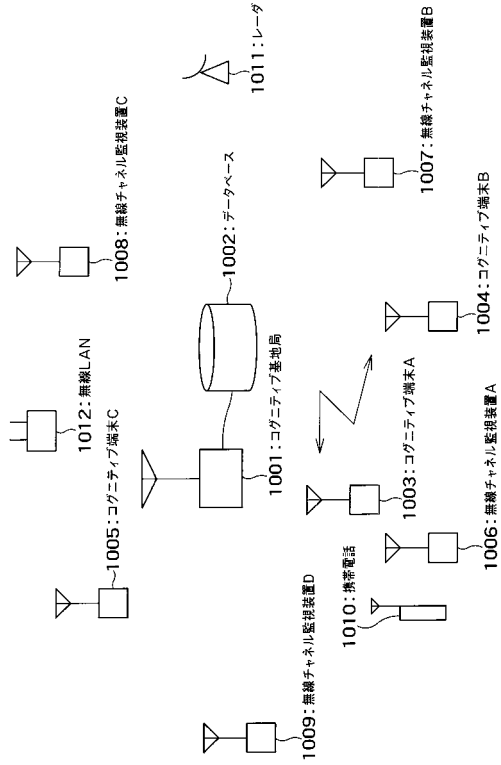 1012:無線LAN
1008:無線チャネル監視装置C
1005:コグニティブ端末C
1011:レーダ
1002:データベース
1001:コグニティブ基地局
1009:無線チャネル監視装置D
1003:コグニティブ端末A
1007:無線チャネル監視装置B
1010:携帯電話
1004:コグニティブ端末B
1006:無線チャネル監視装置A